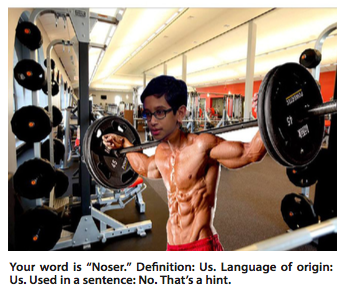 Your word is “Noser.” Definition: Us. Language of origin:
Us. Used in a sentence: No. That’s a hint.